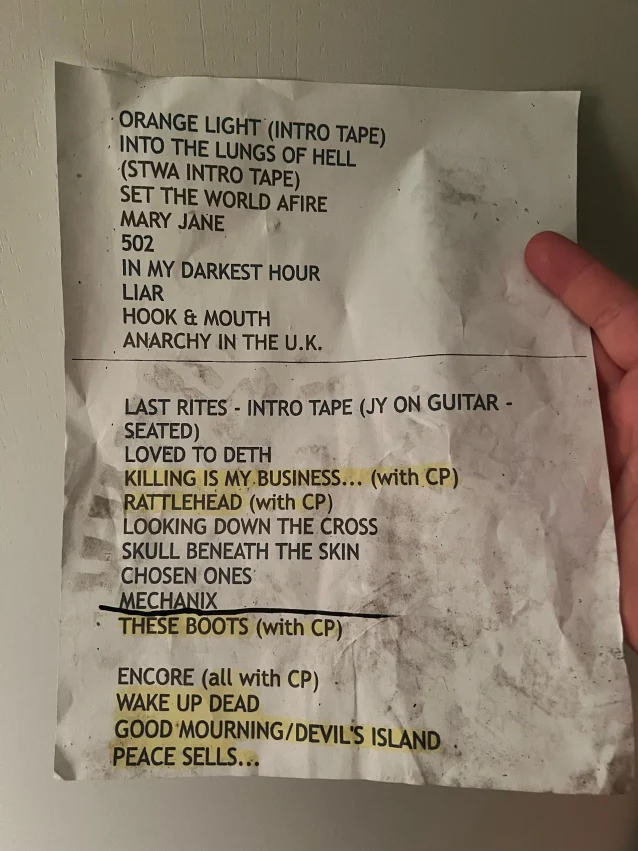 ORANGE LIGHT (INTRO TAPE)
INTO THE LUNGS OF HELL
(STWA INTRO TAPE)
SET THE WORLD AFIRE
MARY JANE
502
IN MY DARKEST HOUR
LIAR
HOOK & MOUTH
ANARCHY IN THE U.K.
LAST RITES - INTRO TAPE (JY ON GUITAR -
SEATED)
LOVED TO DETH
KILLING IS MY BUSINESS... (with CP)
RATTLEHEAD (with CP)
LOOKING DOWN THE CROSS
SKULL BENEATH THE SKIN
CHOSEN ONES
MECHANIX
THESE BOOTS (with CP)
ENCORE (all with CP)
WAKE UP DEAD
GOOD MOURNING/DEVIL'S ISLAND
PEACE SELLS...